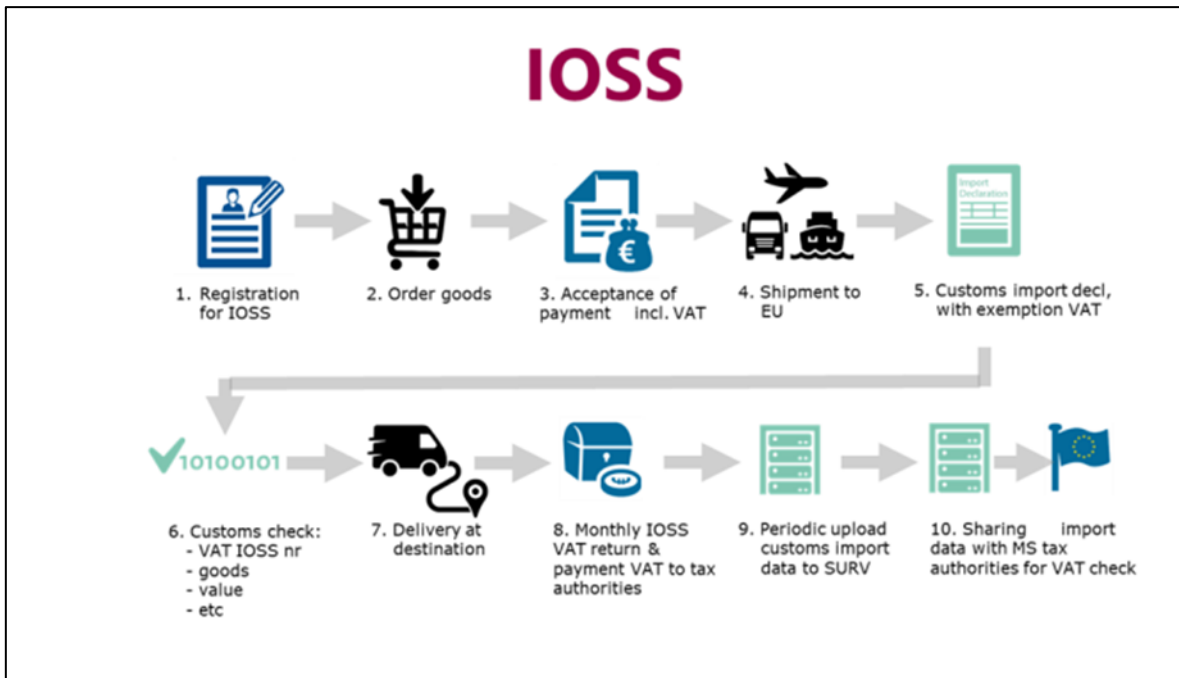 IOSS
Import
Declaration
1. Registration
for IOSS
2. Order goods
3. Acceptance of
payment incl. VAT
4. Shipment to
EU
5. Customs import decl,
with exemption VAT
10100101
6. Customs check:
- VAT IOSS nr
- goods
- value
- etc
7. Delivery at
destination
8. Monthly IOSS
VAT return &
payment VAT to tax
authorities
9. Periodic upload
customs import
data to SURV
10. Sharing import
data with MS tax
authorities for VAT check